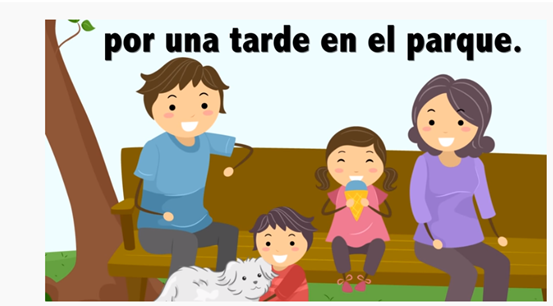 por una tarde en el parque.